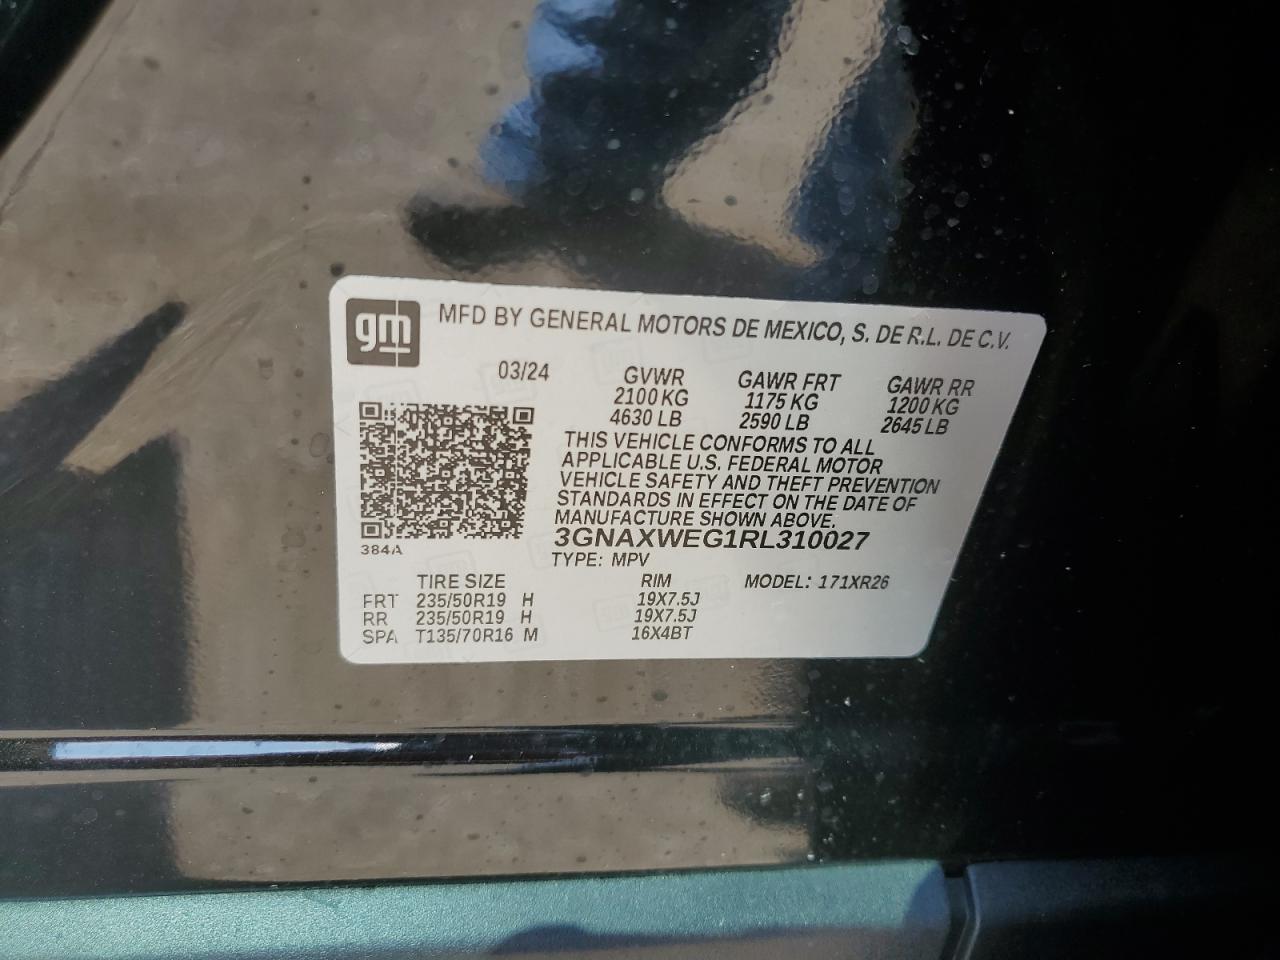 gm
MFD BY GENERAL MOTORS DE MEXICO, S. DE R.L. DE C.V.
03/24 GVWR GAWR FRT GAWR RR
2100 KG 1175 KG 1200 KG
4630 LB 2590 LB 2645 LB
THIS VEHICLE CONFORMS TO ALL
APPLICABLE U.S. FEDERAL MOTOR
VEHICLE SAFETY AND THEFT PREVENTION
STANDARDS IN EFFECT ON THE DATE OF
MANUFACTURE SHOWN ABOVE.
3GNAXWEG1RL310027
384A
TYPE: MPV
TIRE SIZE RIM MODEL: 171XR26
FRT 235/50R19 H 19X7.5J
RR 235/50R19 H 19X7.5J
SPA T135/70R16 M 16X4BT